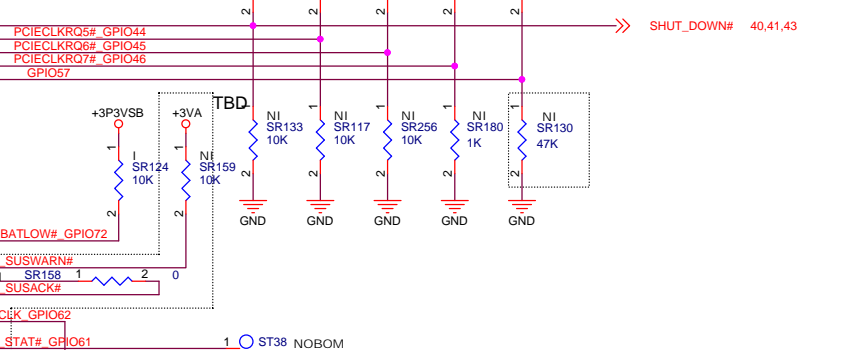 2 2 2 2 2
SHUT_DOWN# 40,41,43
PCIECLKRQ5#_GPIO44
PCIECLKRQ6#_GPIO45
PCIECLKRQ7#_GPIO46
GPIO57
TBD
+3P3VSB +3VA
1 1 1 1 1
NI NI NI NI NI
SR133 SR117 SR256 SR180 SR130
10K 10K 10K 1K 47K
1 1
I NI
SR124 SR159
10K 10K
2 2 2 2 2
2 2
GND GND GND GND GND
BATLOW#_GPIO72
_SUSWARN#
SR158 1 2 0
_SUSACK#
CLK_GPIO62
_STAT#_GPIO61 1 ST38 NOBOM